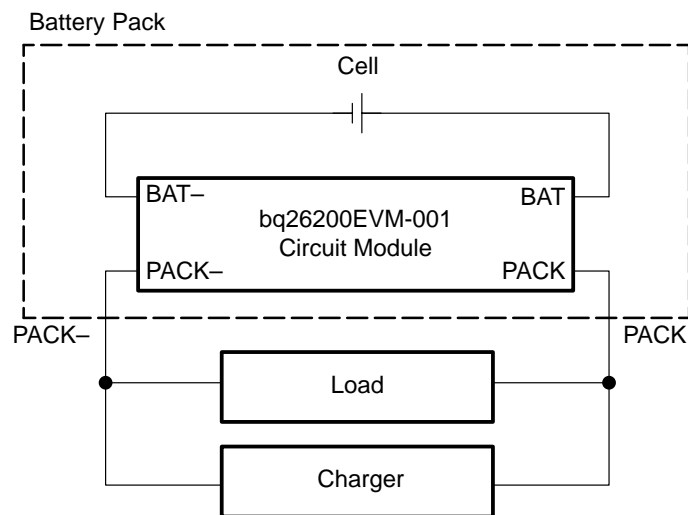 Battery Pack
Cell
BAT– BAT
bq26200EVM-001
Circuit Module
PACK– PACK
PACK– PACK
Load
Charger